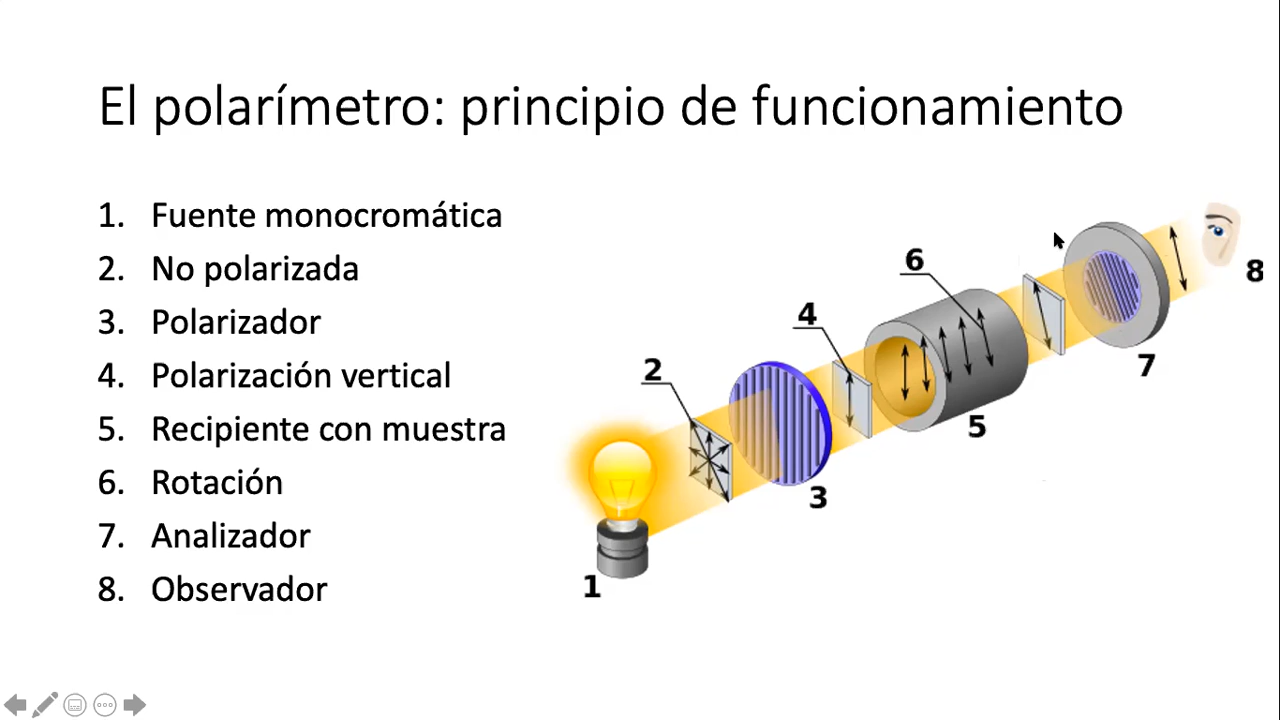 El polarímetro: principio de funcionamiento
1. Fuente monocromática
2. No polarizada
3. Polarizador
4. Polarización vertical
5. Recipiente con muestra
6. Rotación
7. Analizador
8. Observador
1
2
3
4
5
6
7
8